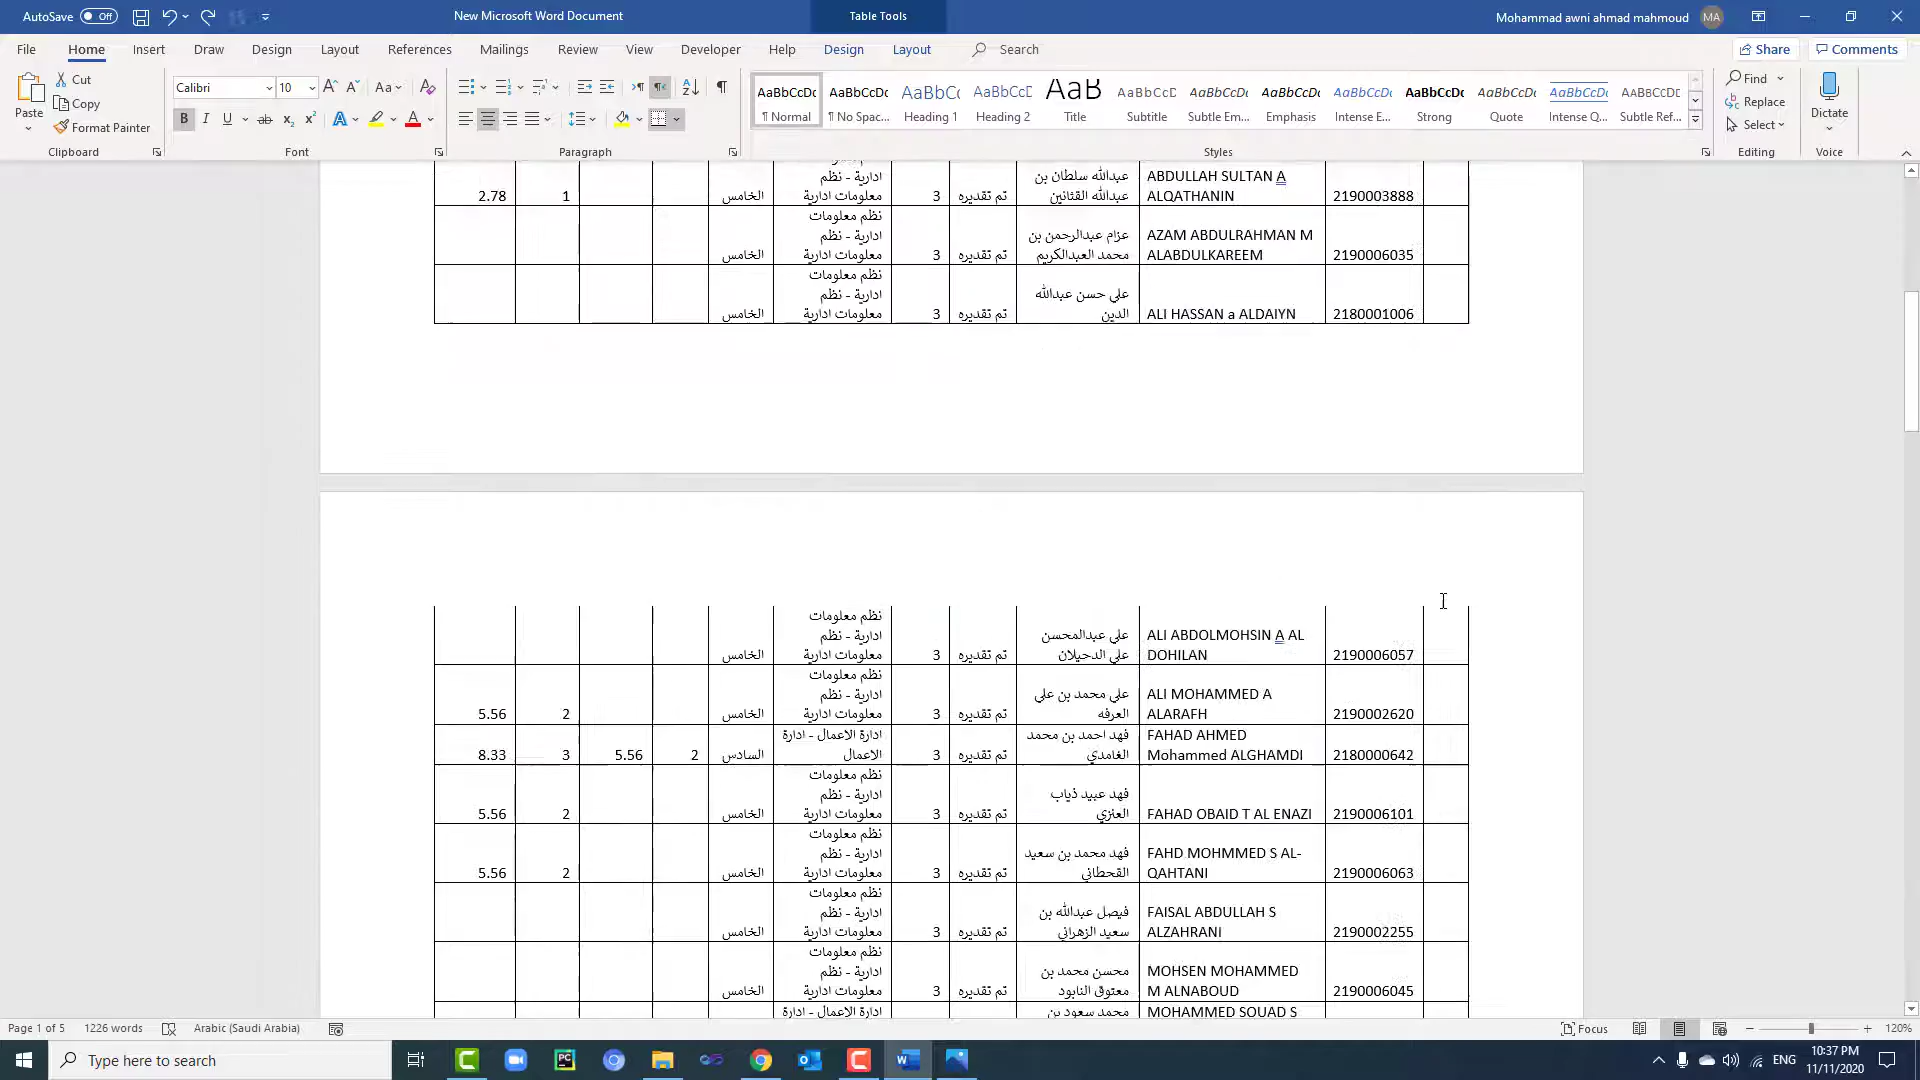 AutoSave Off
New Microsoft Word Document
Table Tools
Mohammad awni ahmad mahmoud MA
File Home Insert Draw Design Layout References Mailings Review View Developer Help Design Layout Search
Share Comments
Paste
Cut
Copy
Format Painter
Clipboard
Calibri 10
Font
Paragraph
AaBbCcDc AaBbCcDc AaBbCc AaBbCcC AaB AaBbCcD AaBbCcDc AaBbCcDc AaBbCcDc AaBbCcDc AaBbCcDc AaBbCcDc AABBCCDC
¶ Normal ¶ No Spac... Heading 1 Heading 2 Title Subtitle Subtle Em... Emphasis Intense E... Strong Quote Intense Q... Subtle Ref...
Styles
Find
Replace
Select
Editing
Dictate
Voice
ABDULLAH SULTAN A عبدالله سلطان بن ادارية - نظم
2190003888 ALQATHANIN عبدالله القثانين تم تقديره 3 معلومات ادارية الخامس 1 2.78
نظم معلومات
AZAM ABDULRAHMAN M عزام عبدالرحمن بن ادارية - نظم
2190006035 ALABDULKAREEM محمد العبدالكريم تم تقديره 3 معلومات ادارية الخامس
نظم معلومات
علي حسن عبدالله ادارية - نظم
2180001006 ALI HASSAN a ALDAIYN الدين تم تقديره 3 معلومات ادارية الخامس
نظم معلومات
ALI ABDOLMOHSIN A AL علي عبدالمحسن ادارية - نظم
2190006057 DOHILAN علي الدحيلان تم تقديره 3 معلومات ادارية الخامس
نظم معلومات
ALI MOHAMMED A علي محمد بن علي ادارية - نظم
2190002620 ALARAFH العرفه تم تقديره 3 معلومات ادارية الخامس 2 5.56
FAHAD AHMED فهد احمد بن محمد ادارة الاعمال - ادارة
2180000642 Mohammed ALGHAMDI الغامدي تم تقديره 3 الاعمال السادس 2 5.56 3 8.33
نظم معلومات
فهد عبيد ذياب ادارية - نظم
2190006101 FAHAD OBAID T AL ENAZI العنزي تم تقديره 3 معلومات ادارية الخامس 2 5.56
نظم معلومات
FAHD MOHMMED S AL- فهد محمد بن سعيد ادارية - نظم
2190006063 QAHTANI القحطاني تم تقديره 3 معلومات ادارية الخامس 2 5.56
نظم معلومات
FAISAL ABDULLAH S فيصل عبدالله بن ادارية - نظم
2190002255 ALZAHRANI سعيد الزهراني تم تقديره 3 معلومات ادارية الخامس
نظم معلومات
MOHSEN MOHAMMED محسن محمد بن ادارية - نظم
2190006045 M ALNABOUD معتوق النابود تم تقديره 3 معلومات ادارية الخامس
MOHAMMED SOUAD S محمد سعود بن ادارة الاعمال - ادارة
Page 1 of 5 1226 words Arabic (Saudi Arabia) Focus 120%
Type here to search
ENG
10:37 PM
11/11/2020